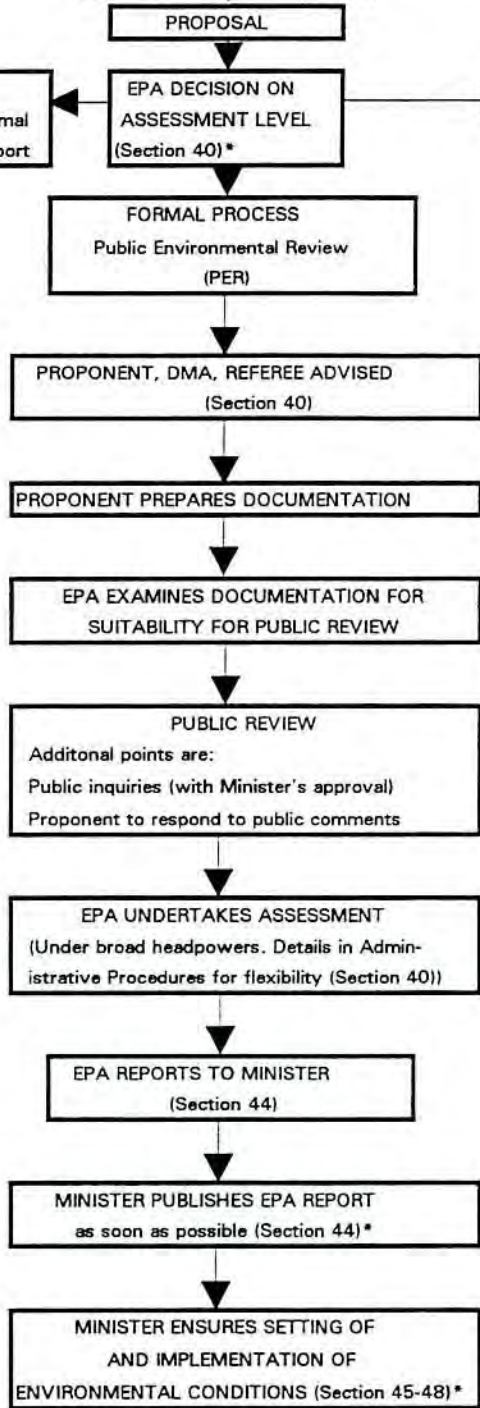 PROPOSAL
EPA DECISION ON
ASSESSMENT LEVEL
(Section 40)*
port
FORMAL PROCESS
Public Environmental Review
(PER)
PROPONENT, DMA, REFEREE ADVISED
(Section 40)
PROPONENT PREPARES DOCUMENTATION
EPA EXAMINES DOCUMENTATION FOR
SUITABILITY FOR PUBLIC REVIEW
PUBLIC REVIEW
Additonal points are:
Public inquiries (with Minister's approval)
Proponent to respond to public comments
EPA UNDERTAKES ASSESSMENT
(Under broad headpowers. Details in Admin-
istrative Procedures for flexibility (Section 40))
EPA REPORTS TO MINISTER
(Section 44)
MINISTER PUBLISHES EPA REPORT
as soon as possible (Section 44)*
MINISTER ENSURES SETTING OF
AND IMPLEMENTATION OF
ENVIRONMENTAL CONDITIONS (Section 45-48)*